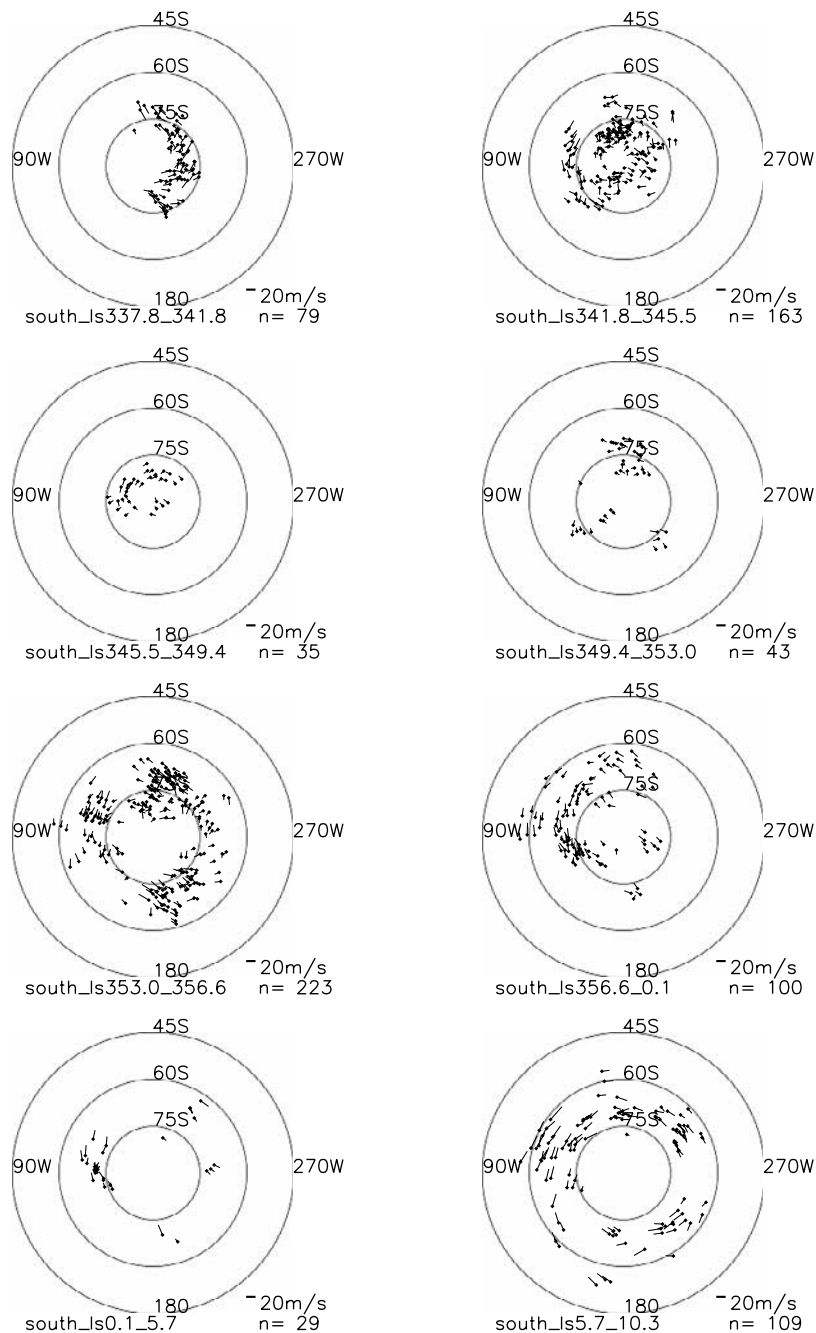 45S
60S
75S
90W 270W
180 20m/s
south_ls337.8_341.8 n= 79
45S
60S
75S
90W 270W
180 20m/s
south_ls341.8_345.5 n= 163
45S
60S
75S
90W 270W
180 20m/s
south_ls345.5_349.4 n= 35
45S
60S
75S
90W 270W
180 20m/s
south_ls349.4_353.0 n= 43
45S
60S
90W 270W
180 20m/s
south_ls353.0_356.6 n= 223
45S
60S
75S
90W 270W
180 20m/s
south_ls356.6_0.1 n= 100
45S
60S
75S
90W 270W
180 20m/s
south_ls0.1_5.7 n= 29
45S
60S
75S
90W 270W
180 20m/s
south_ls5.7_10.3 n= 109